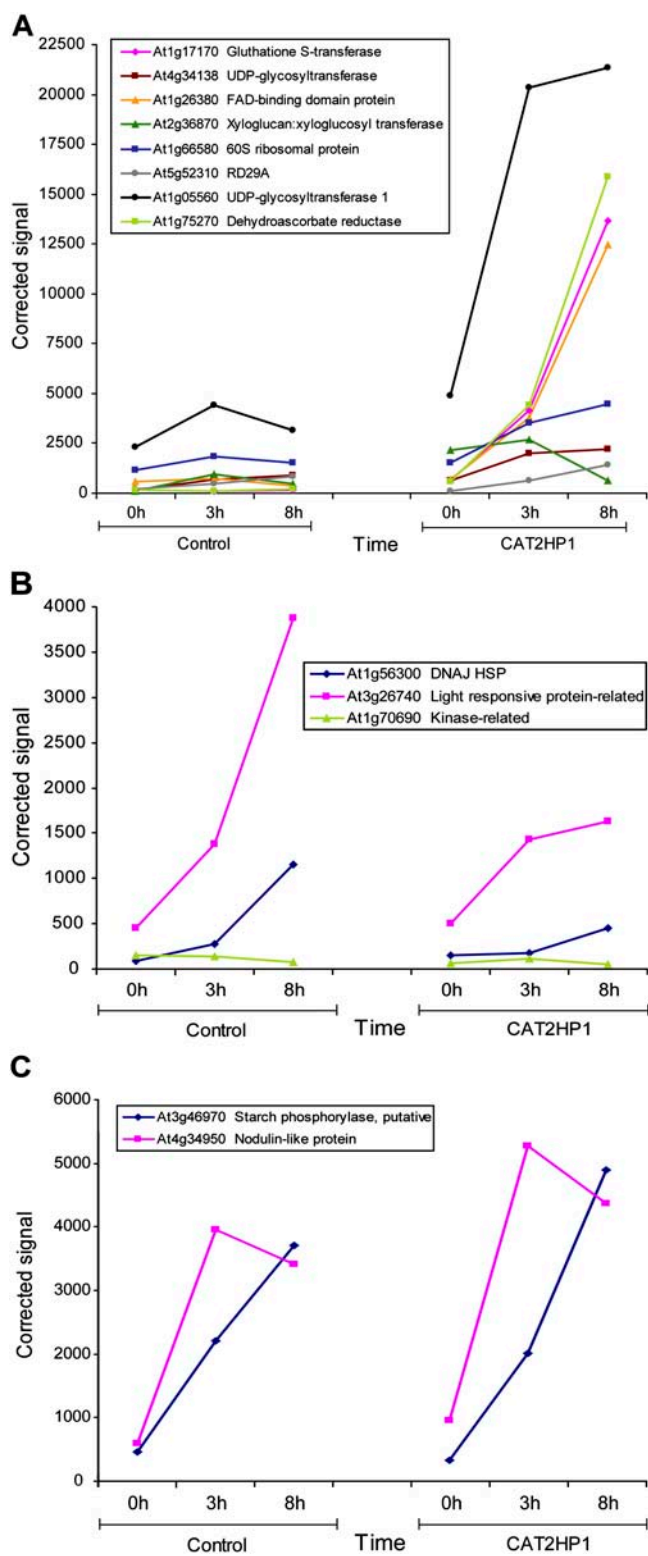 A
22500
20000
17500
15000
12500
10000
7500
5000
2500
0
Corrected signal
At1g17170 Gluthatione S-transferase
At4g34138 UDP-glycosyltransferase
At1g26380 FAD-binding domain protein
At2g36870 Xyloglucan:xyloglucosyl transferase
At1g66580 60S ribosomal protein
At5g52310 RD29A
At1g05560 UDP-glycosyltransferase 1
At1g75270 Dehydroascorbate reductase
0h 3h 8h 0h 3h 8h
Control Time CAT2HP1
B
4000
3500
3000
2500
2000
1500
1000
500
0
Corrected signal
At1g56300 DNAJ HSP
At3g26740 Light responsive protein-related
At1g70690 Kinase-related
0h 3h 8h 0h 3h 8h
Control Time CAT2HP1
C
6000
5000
4000
3000
2000
1000
0
Corrected signal
At3g46970 Starch phosphorylase, putative
At4g34950 Nodulin-like protein
0h 3h 8h 0h 3h 8h
Control Time CAT2HP1